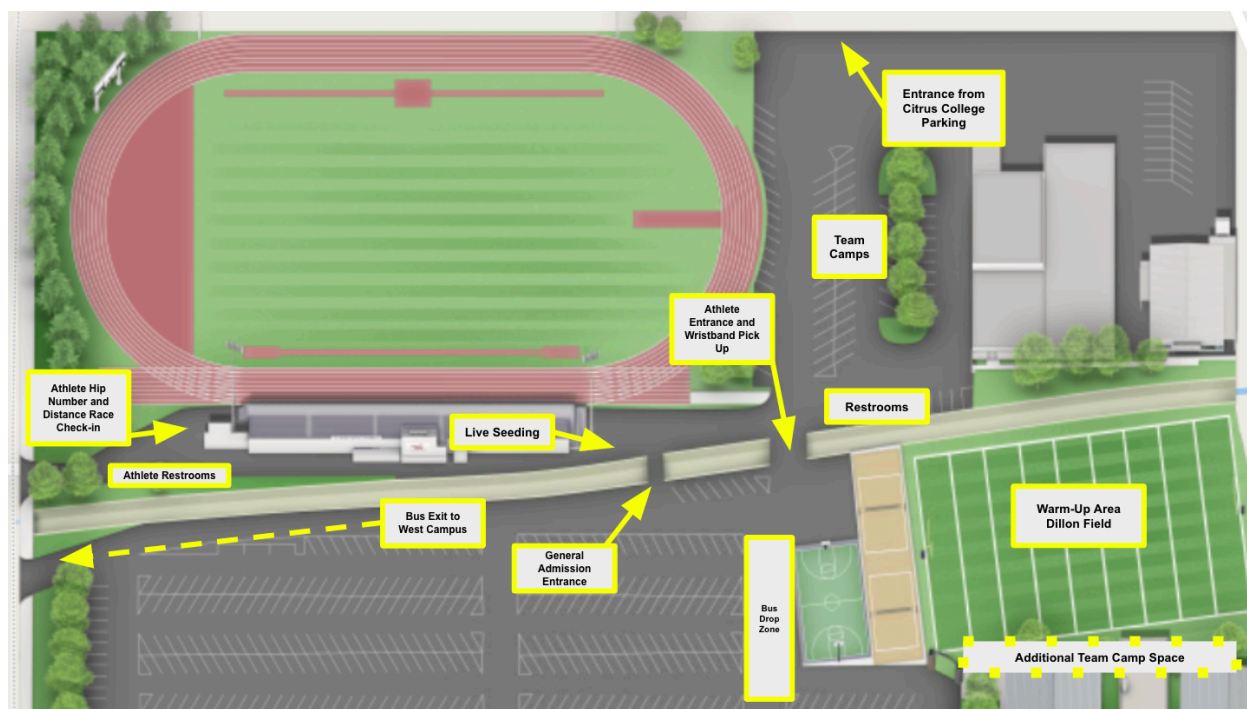 Entrance from
Citrus College
Parking
Team
Camps
Athlete
Entrance and
Wristband Pick
Up
Athlete Hip
Number and
Distance Race
Check-in
Restrooms
Live Seeding
Athlete Restrooms
Bus Exit to
West Campus
Warm-Up Area
Dillon Field
General
Admission
Entrance
Bus
Drop
Zone
Additional Team Camp Space